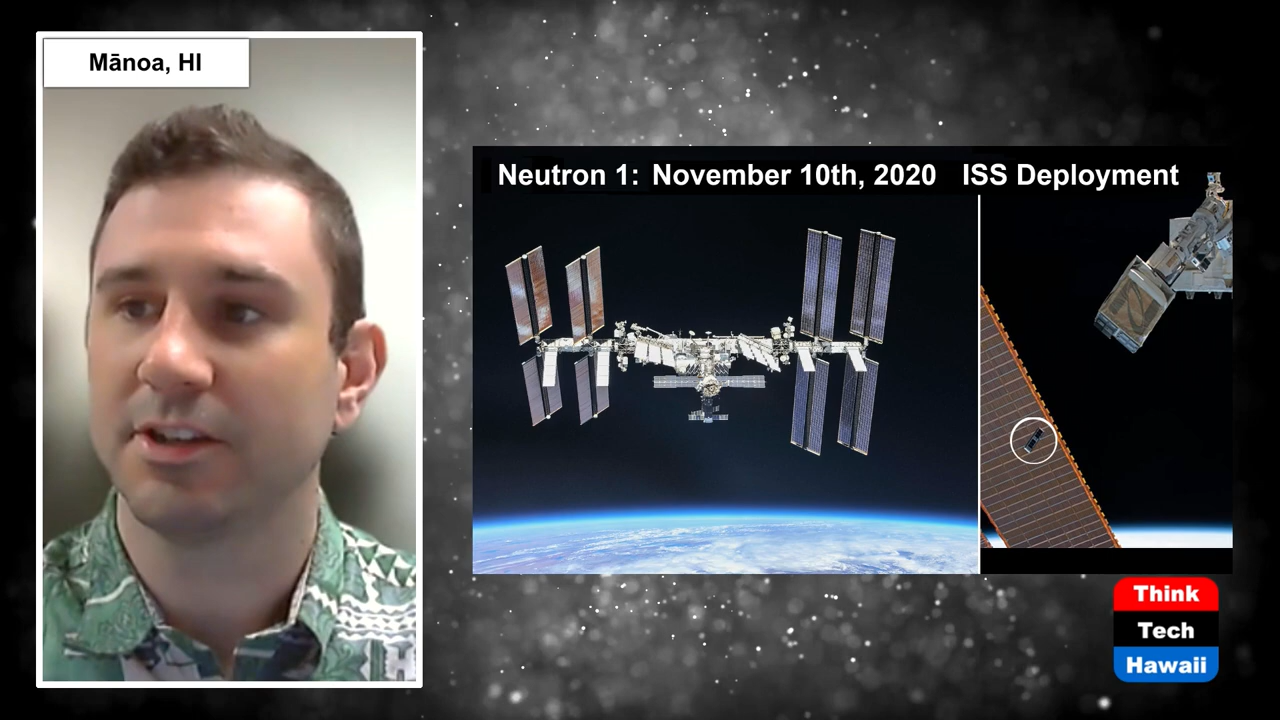 Mānoa, HI
Neutron 1: November 10th, 2020 ISS Deployment
Think
Tech
Hawaii